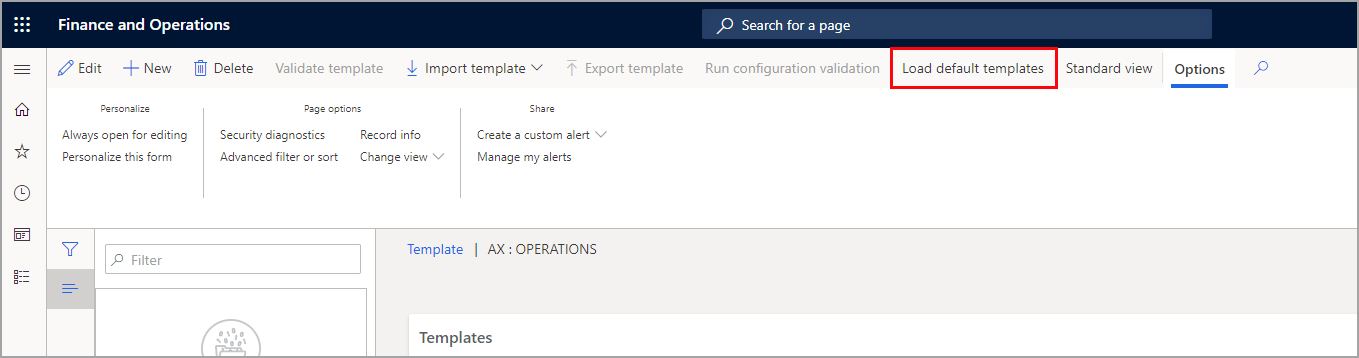 Finance and Operations
Search for a page
Edit New Delete Validate template Import template Export template Run configuration validation Load default templates Standard view Options
Personalize Page options Share
Always open for editing Security diagnostics Record info Create a custom alert
Personalize this form Advanced filter or sort Change view Manage my alerts
Filter
Template | AX : OPERATIONS
Templates